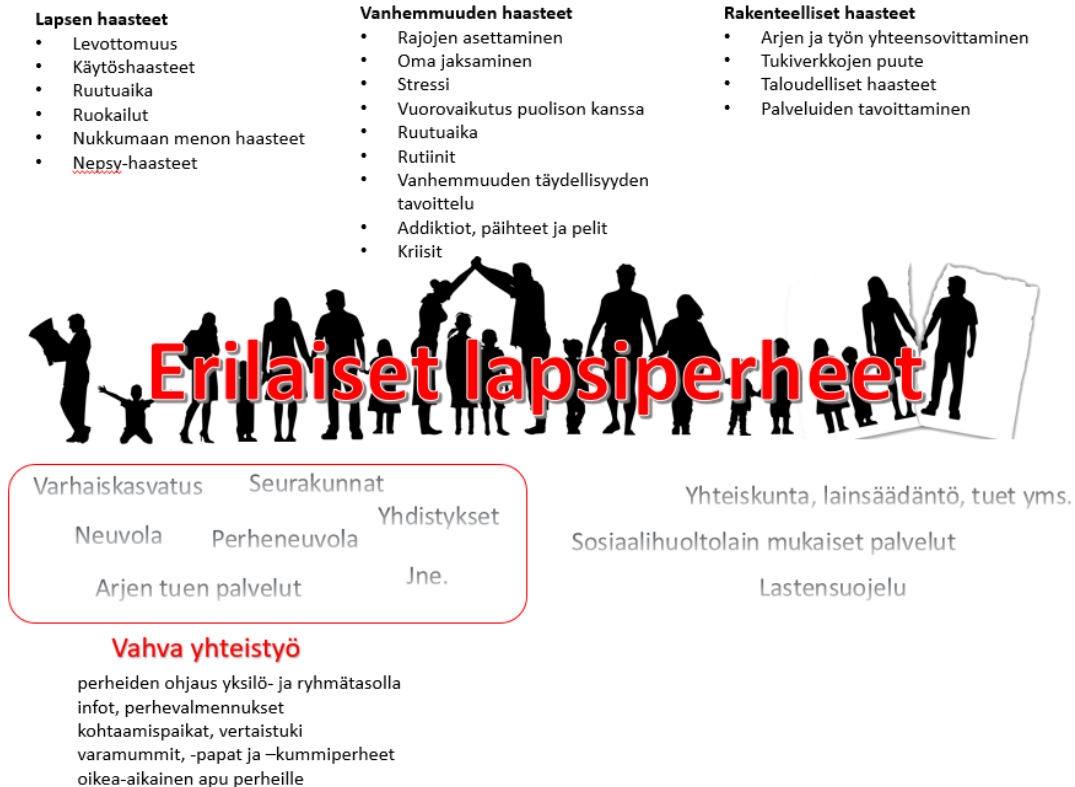 Lapsen haasteet
• Levottomuus
• Käytöshaasteet
• Ruutuaika
• Ruokailut
• Nukkumaan menon haasteet
• Nepsy-haasteet
Vanhemmuuden haasteet
• Rajojen asettaminen
• Oma jaksaminen
• Stressi
• Vuorovaikutus puolison kanssa
• Ruutuaika
• Rutiinit
• Vanhemmuuden täydellisyyden
tavoittelu
• Addiktiot, päihteet ja pelit
• Kriisit
Rakenteelliset haasteet
• Arjen ja työn yhteensovittaminen
• Tukiverkkojen puute
• Taloudelliset haasteet
• Palveluiden tavoittaminen
Erilaiset lapsiperheet
Varhaiskasvatus
Seurakunnat
Yhdistykset
Neuvola
Perheneuvola
Arjen tuen palvelut
Jne.
Yhteiskunta, lainsäädäntö, tuet yms.
Sosiaalihuoltolain mukaiset palvelut
Lastensuojelu
Vahva yhteistyö
perheiden ohjaus yksilö- ja ryhmätasolla
infot, perhevalmennukset
kohtaamispaikat, vertaistuki
varamummit, -papat ja –kummiperheet
oikea-aikainen apu perheille